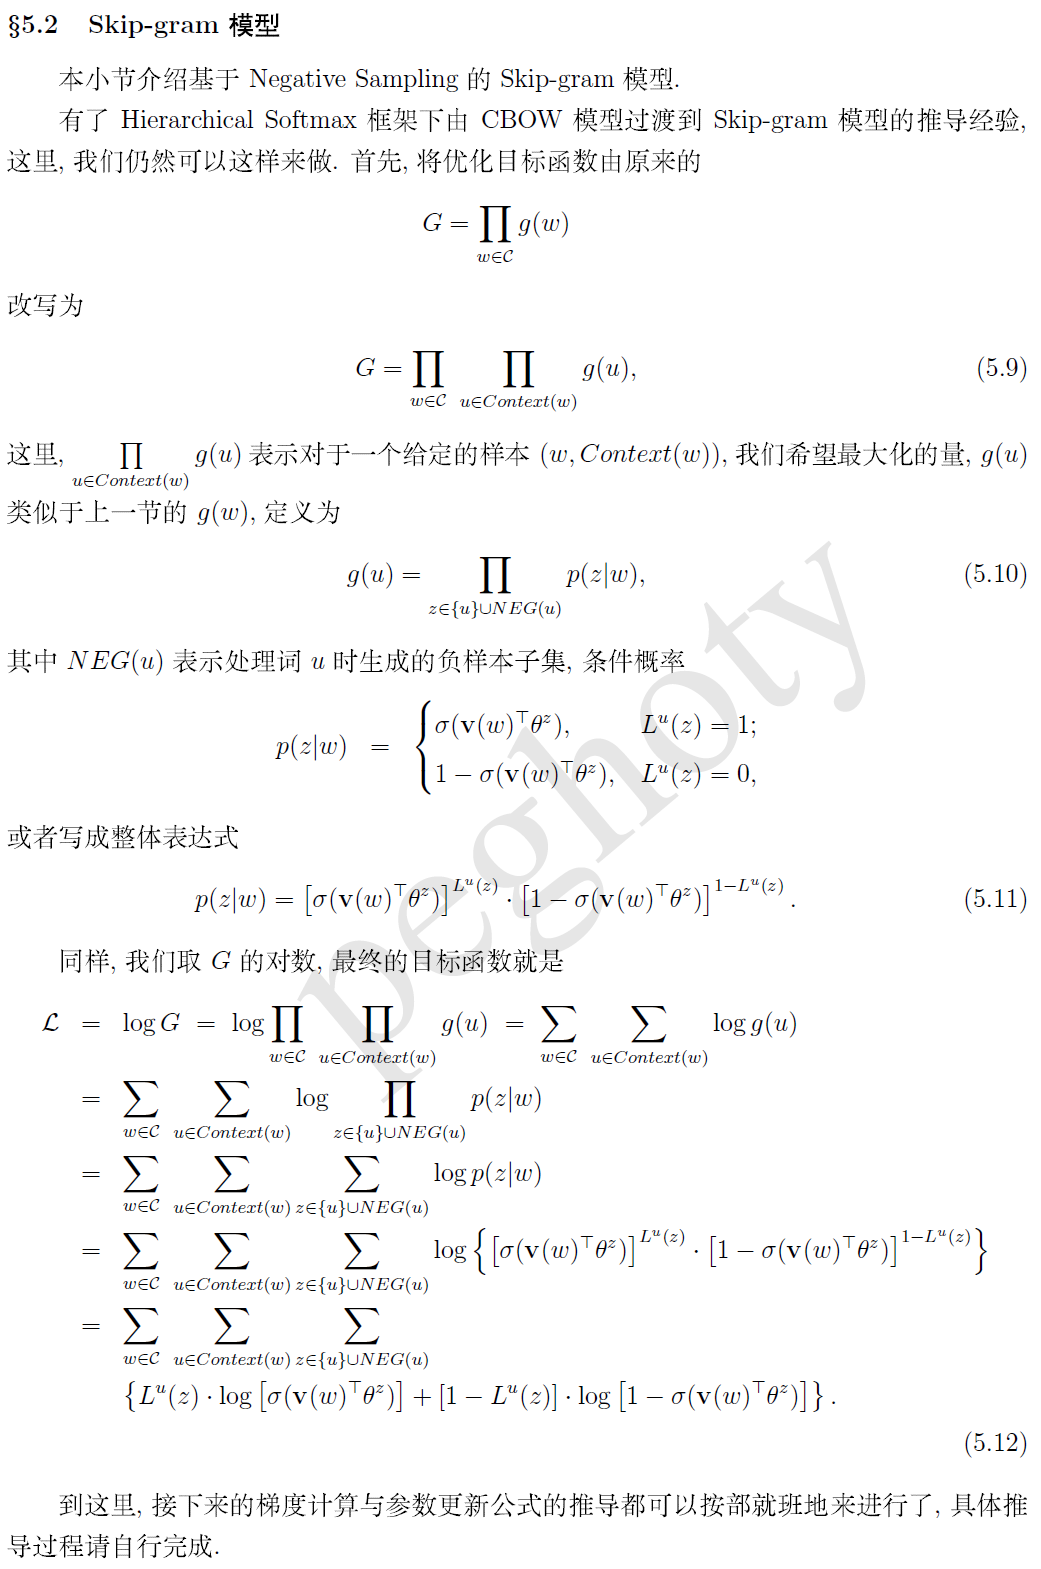 §5.2 Skip-gram 模型
本小节介绍基于 Negative Sampling 的 Skip-gram 模型.
有了 Hierarchical Softmax 框架下由 CBOW 模型过渡到 Skip-gram 模型的推导经验,
这里, 我们仍然可以这样来做. 首先, 将优化目标函数由原来的
G = ∏_{w∈𝒞} g(w)
改写为
G = ∏_{w∈𝒞} ∏_{u∈Context(w)} g(u), (5.9)
这里, ∏_{u∈Context(w)} g(u) 表示对于一个给定的样本 (w, Context(w)), 我们希望最大化的量, g(u)
类似于上一节的 g(w), 定义为
g(u) = ∏_{z∈{u}∪NEG(u)} p(z|w), (5.10)
其中 NEG(u) 表示处理词 u 时生成的负样本子集, 条件概率
p(z|w) = { σ(v(w)^⊤θ^z), L^u(z) = 1;
1 − σ(v(w)^⊤θ^z), L^u(z) = 0,
或者写成整体表达式
p(z|w) = [σ(v(w)^⊤θ^z)]^{L^u(z)} · [1 − σ(v(w)^⊤θ^z)]^{1−L^u(z)}. (5.11)
同样, 我们取 G 的对数, 最终的目标函数就是
ℒ = log G = log ∏_{w∈𝒞} ∏_{u∈Context(w)} g(u) = ∑_{w∈𝒞} ∑_{u∈Context(w)} log g(u)
= ∑_{w∈𝒞} ∑_{u∈Context(w)} log ∏_{z∈{u}∪NEG(u)} p(z|w)
= ∑_{w∈𝒞} ∑_{u∈Context(w)} ∑_{z∈{u}∪NEG(u)} log p(z|w)
= ∑_{w∈𝒞} ∑_{u∈Context(w)} ∑_{z∈{u}∪NEG(u)} log {[σ(v(w)^⊤θ^z)]^{L^u(z)} · [1 − σ(v(w)^⊤θ^z)]^{1−L^u(z)}}
= ∑_{w∈𝒞} ∑_{u∈Context(w)} ∑_{z∈{u}∪NEG(u)}
{L^u(z) · log [σ(v(w)^⊤θ^z)] + [1 − L^u(z)] · log [1 − σ(v(w)^⊤θ^z)]}.
(5.12)
到这里, 接下来的梯度计算与参数更新公式的推导都可以按部就班地来进行了, 具体推
导过程请自行完成.
peghoty